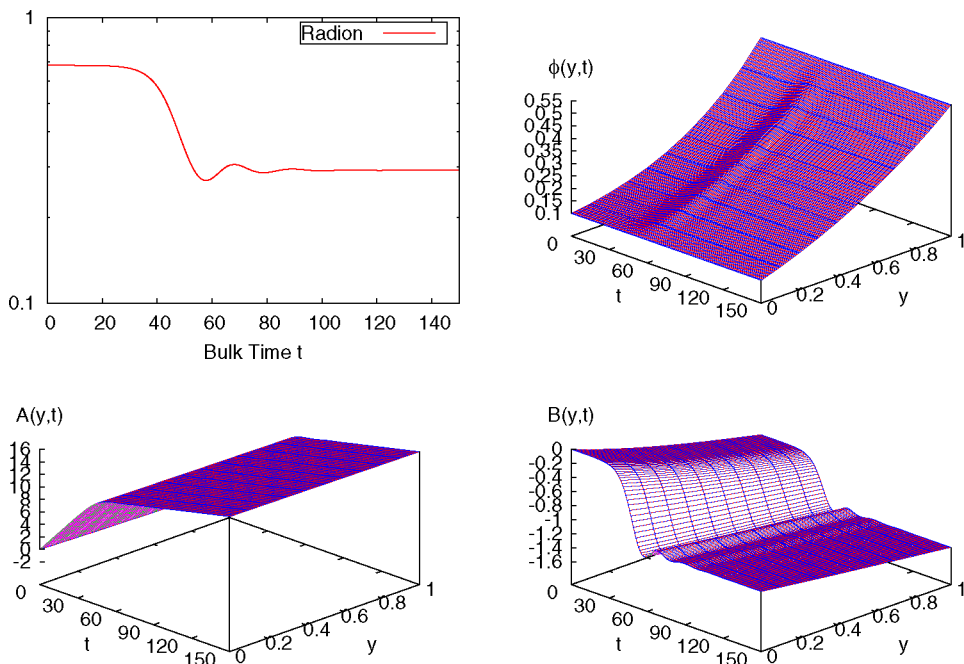 1
Radion
0.1
0 20 40 60 80 100 120 140
Bulk Time t
φ(y,t)
0.55
0.5
0.45
0.4
0.35
0.3
0.25
0.2
0.15
0.1
0 30 60 90 120 150
t
0 0.2 0.4 0.6 0.8 1
y
A(y,t)
16
14
12
10
8
6
4
2
0
-2
0 30 60 90 120 150
t
0 0.2 0.4 0.6 0.8 1
y
B(y,t)
0
-0.2
-0.4
-0.6
-0.8
-1
-1.2
-1.4
-1.6
0 30 60 90 120 150
t
0 0.2 0.4 0.6 0.8 1
y